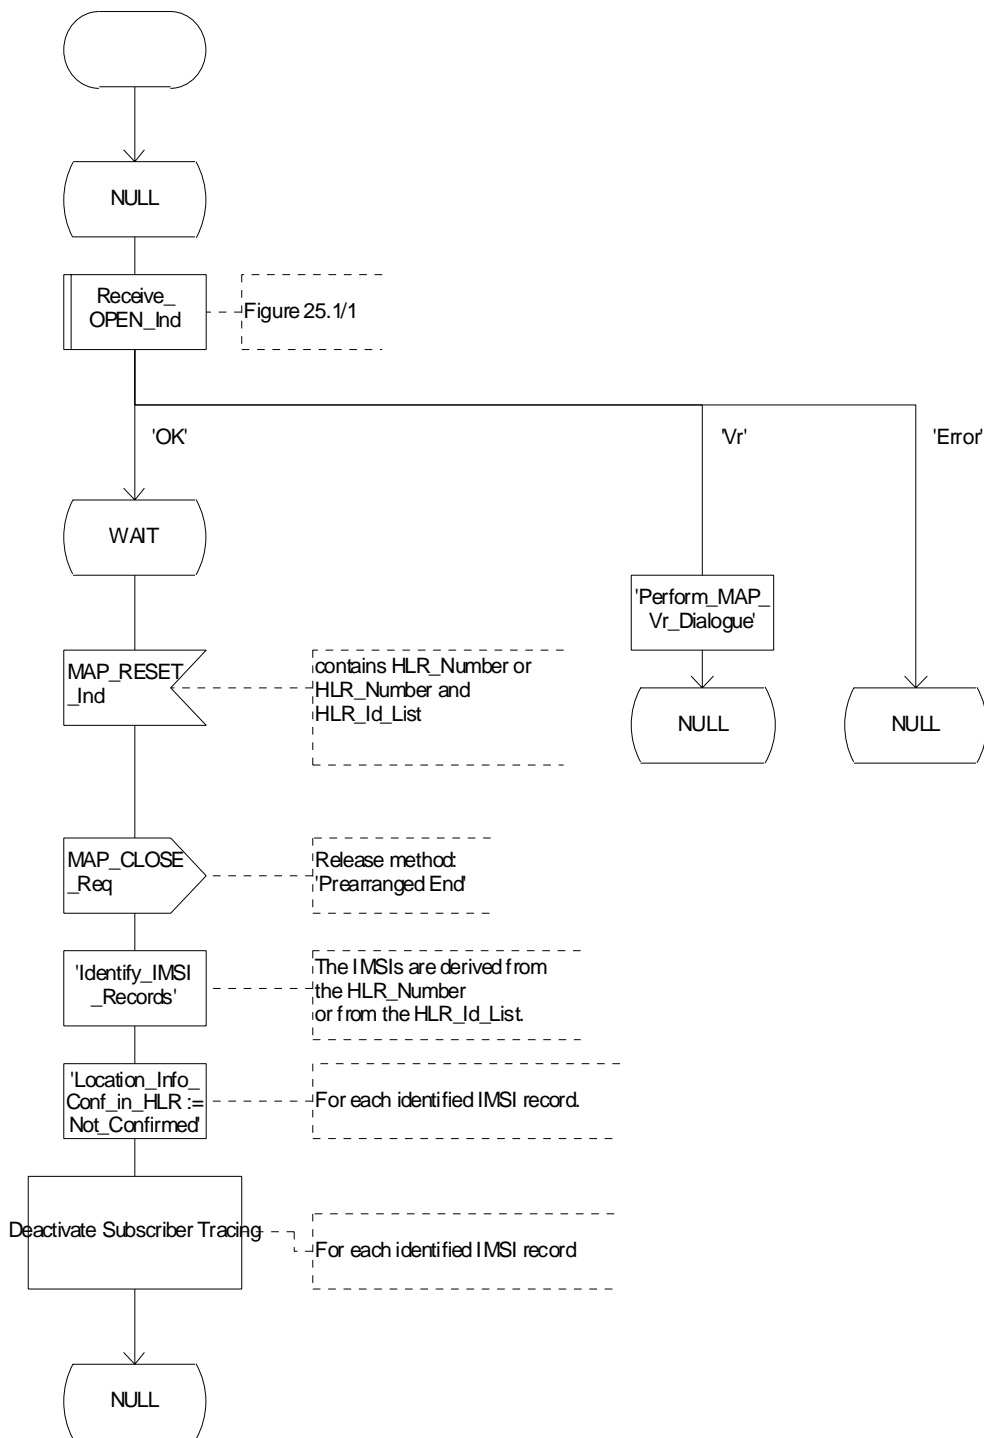 NULL
Receive_
OPEN_Ind
Figure 25.1/1
'OK'
'Vr'
'Error'
WAIT
'Perform_MAP_
Vr_Dialogue'
MAP_RESET
_Ind
contains HLR_Number or
HLR_Number and
HLR_Id_List
NULL
NULL
MAP_CLOSE
_Req
Release method:
'Prearranged End'
'Identify_IMSI
_Records'
The IMSIs are derived from
the HLR_Number
or from the HLR_Id_List.
'Location_Info_
Conf_in_HLR :=
Not_Confirmed'
For each identified IMSI record.
Deactivate Subscriber Tracing
For each identified IMSI record
NULL